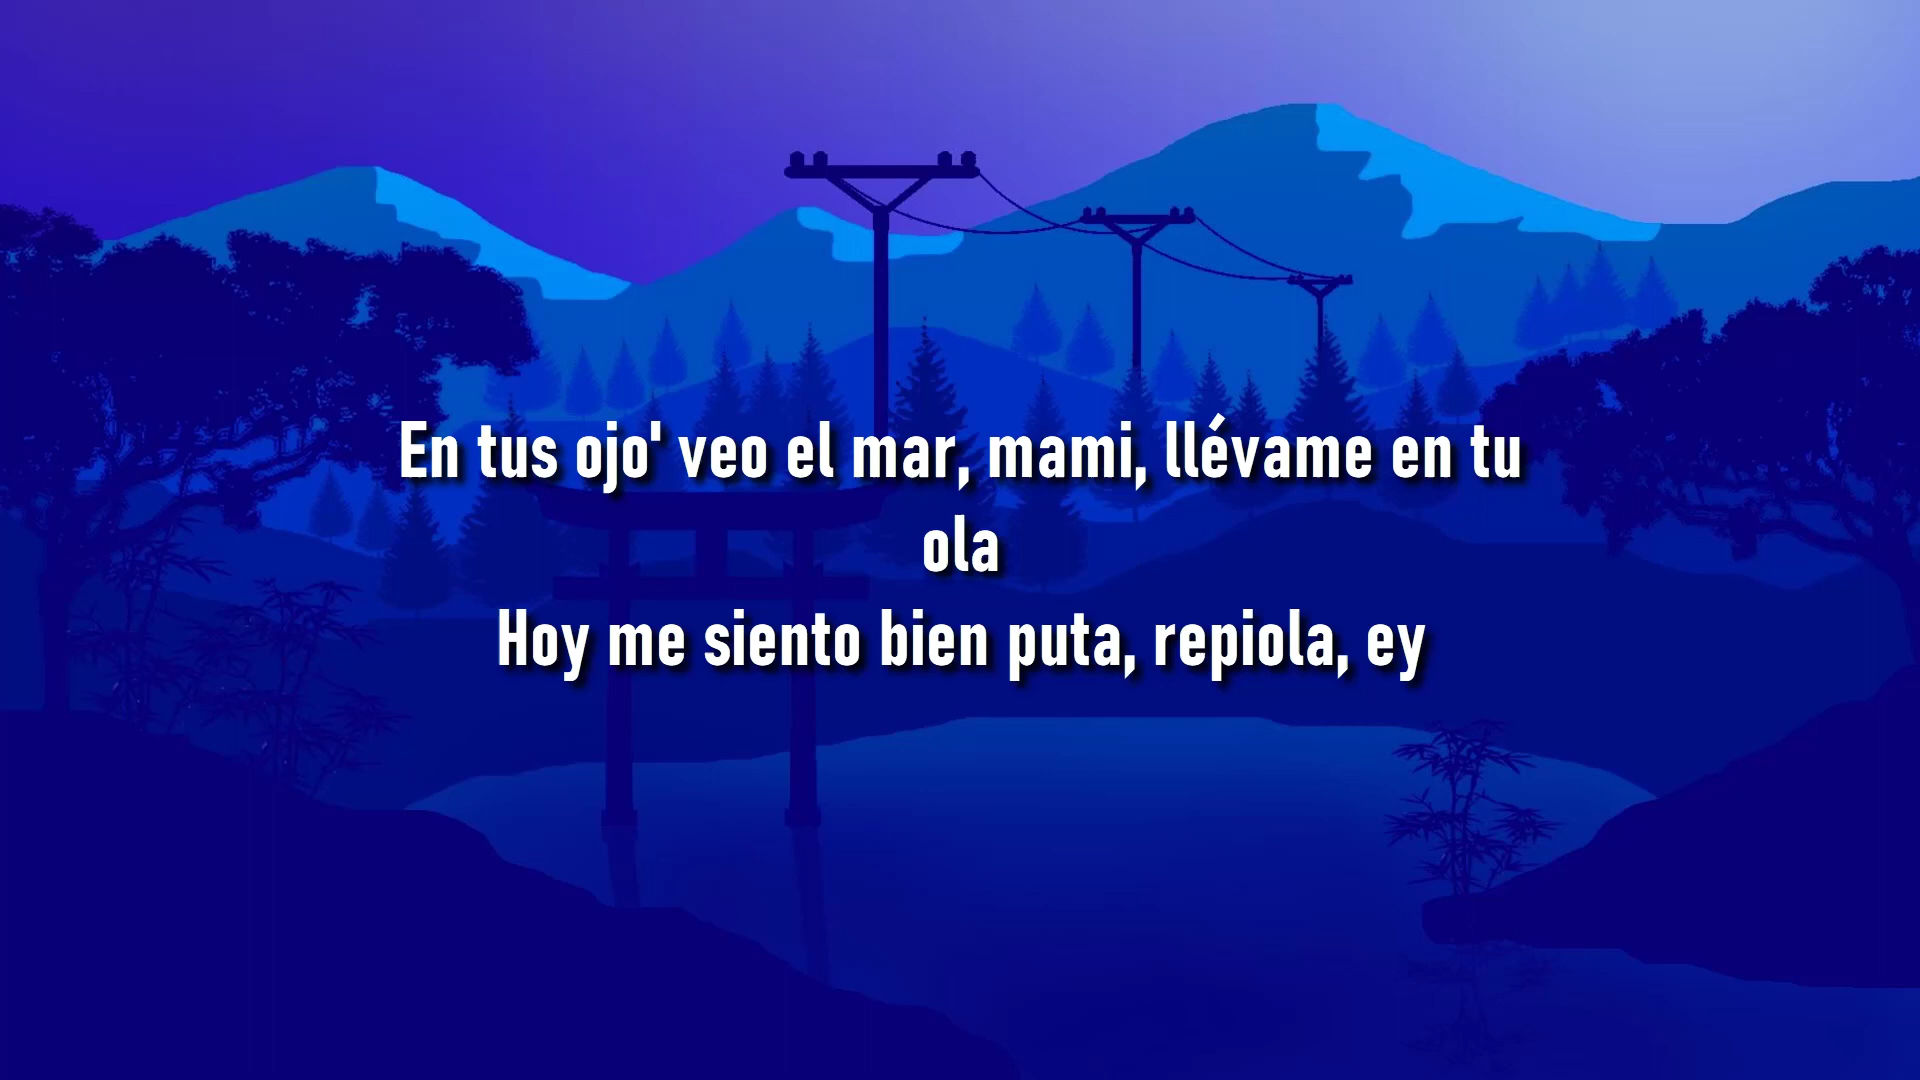 En tus ojo' veo el mar, mami, llévame en tu
ola
Hoy me siento bien puta, repiola, ey